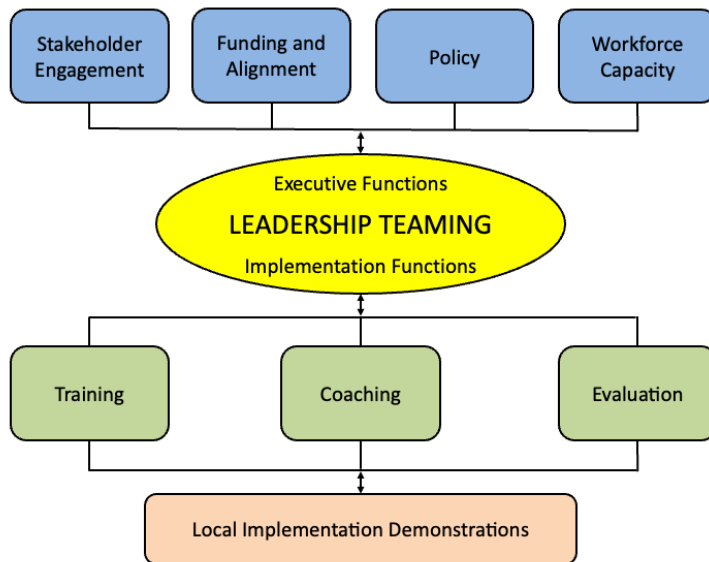 Stakeholder
Engagement
Funding and
Alignment
Policy
Workforce
Capacity
Executive Functions
LEADERSHIP TEAMING
Implementation Functions
Training
Coaching
Evaluation
Local Implementation Demonstrations